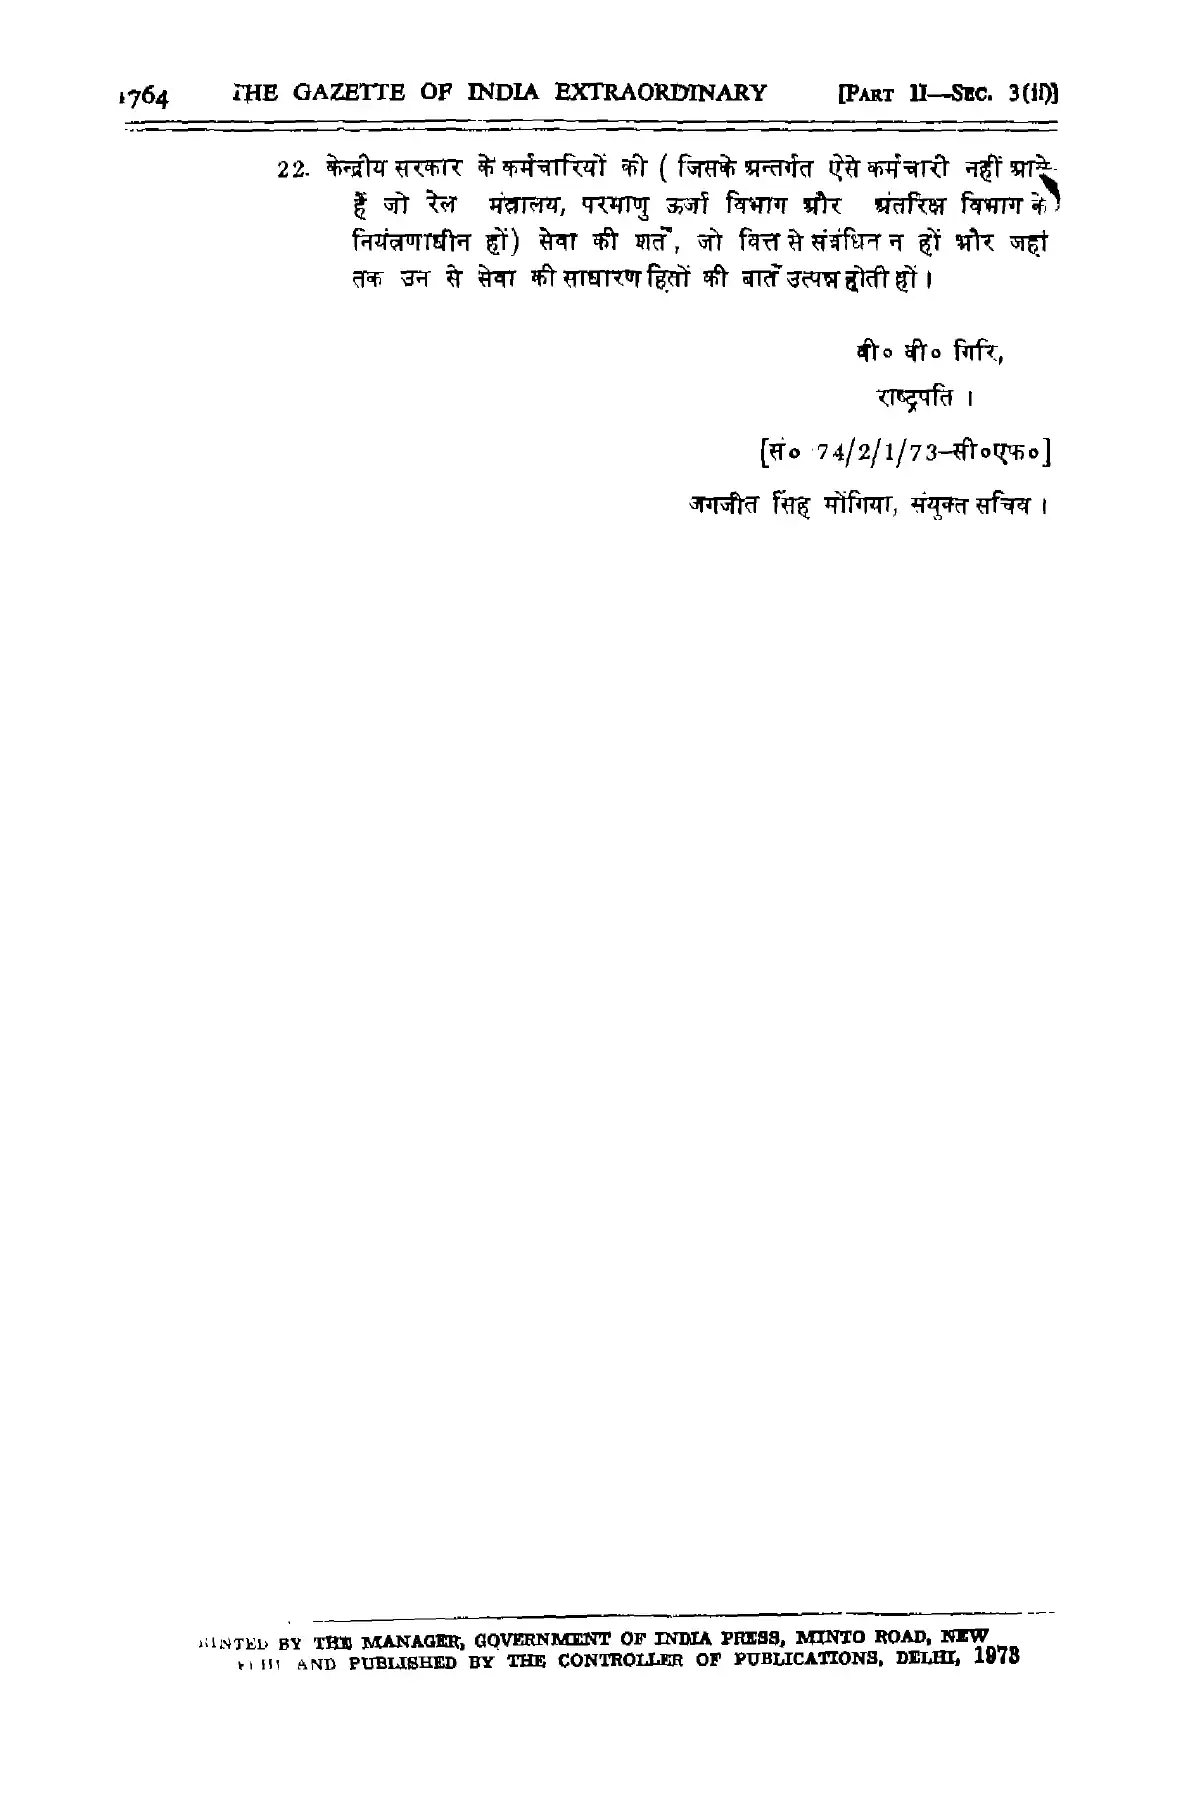 1764 THE GAZETTE OF INDIA EXTRAORDINARY [PART II—SEC. 3(ii)]
22. केन्द्रीय सरकार के कर्मचारियों की ( जिसके अन्तर्गत ऐसे कर्मचारी नहीं आते
हैं जो रेल मंत्रालय, परमाणु ऊर्जा विभाग और अंतरिक्ष विभाग के
नियंत्रणाधीन हों) सेवा की शर्तें, जो वित्त से संबंधित न हों और जहां
तक उन से सेवा की साधारण हितों की बातें उत्पन्न होती हों ।
वी० वी० गिरि,
राष्ट्रपति ।
[सं० 74/2/1/73-सी०एफ०]
जगजीत सिंह मोंगिया, संयुक्त सचिव ।
PRINTED BY THE MANAGER, GOVERNMENT OF INDIA PRESS, MINTO ROAD, NEW
AND PUBLISHED BY THE CONTROLLER OF PUBLICATIONS, DELHI, 1973